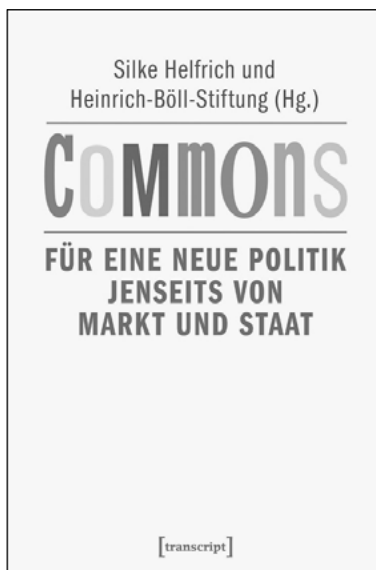 Silke Helfrich und
Heinrich-Böll-Stiftung (Hg.)
CoMMONs
FÜR EINE NEUE POLITIK
JENSEITS VON
MARKT UND STAAT
[transcript]